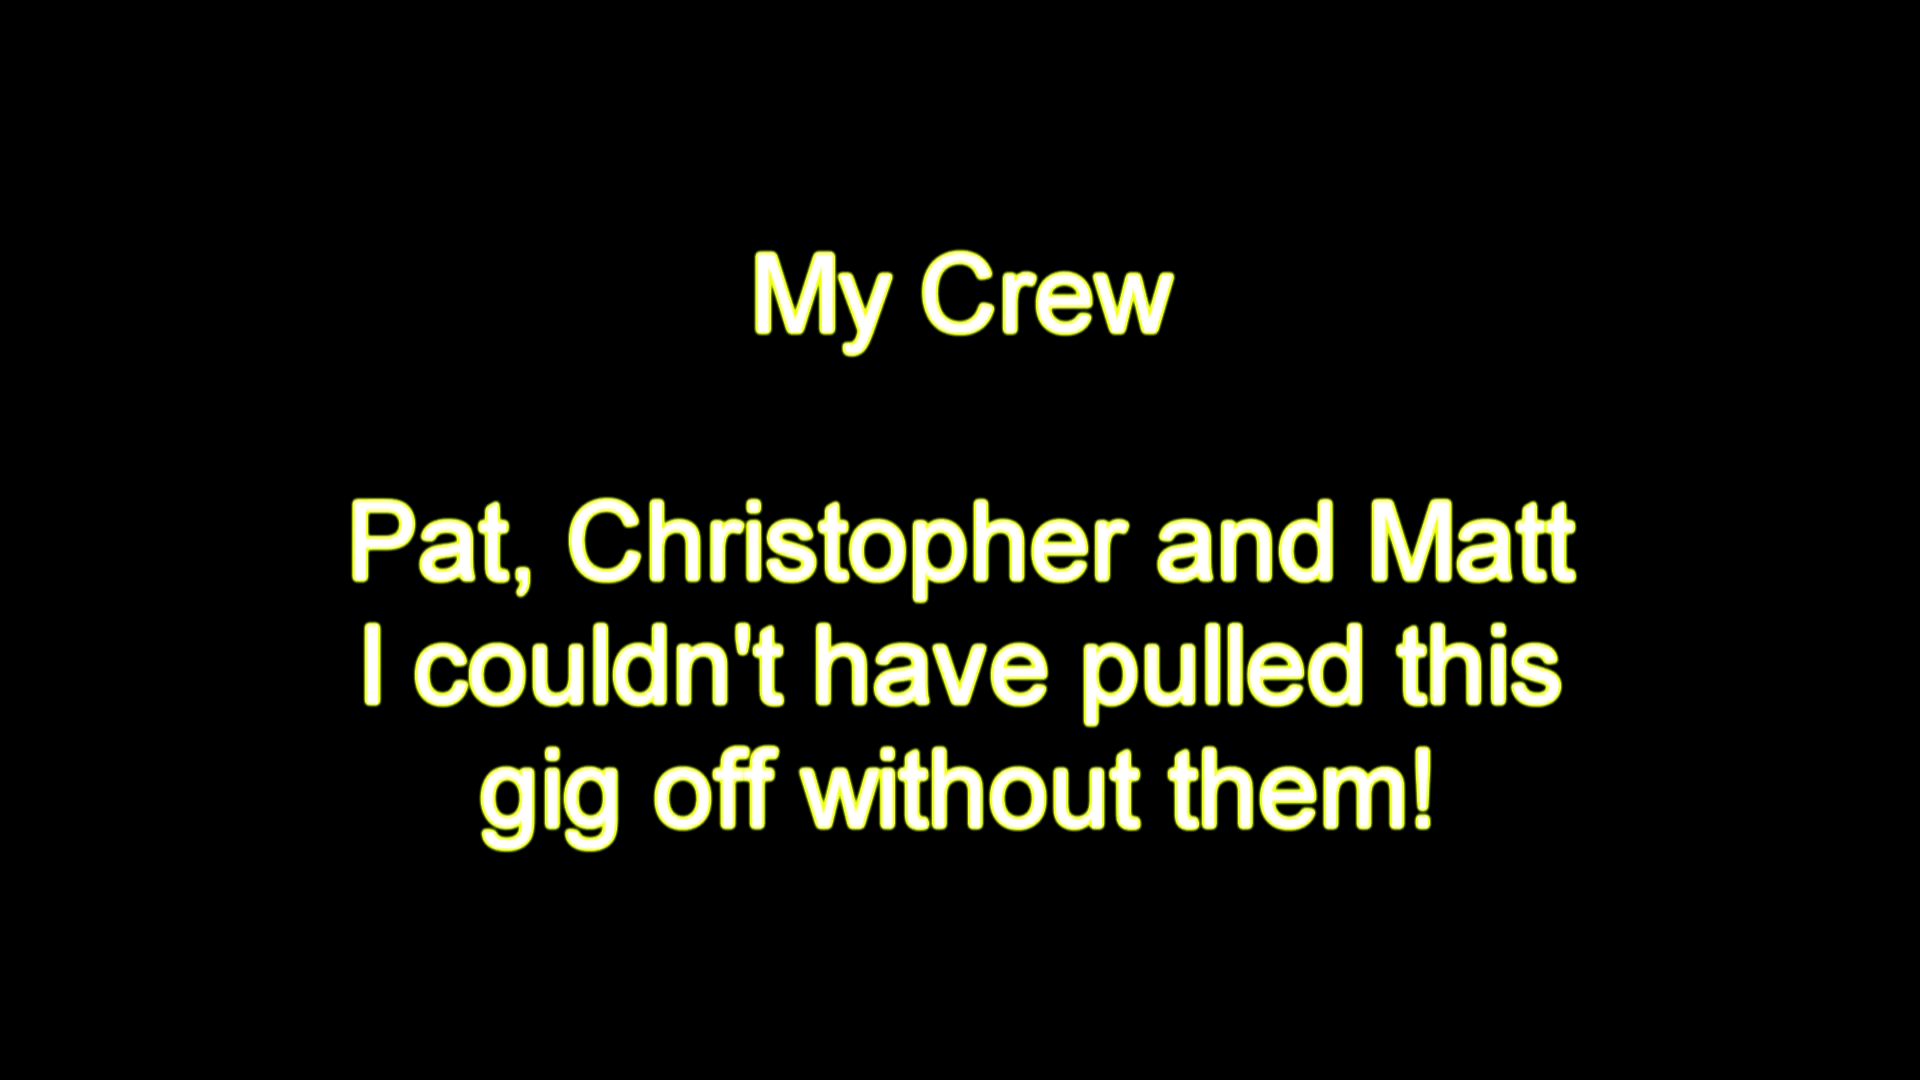 My Crew
Pat, Christopher and Matt
I couldn't have pulled this
gig off without them!